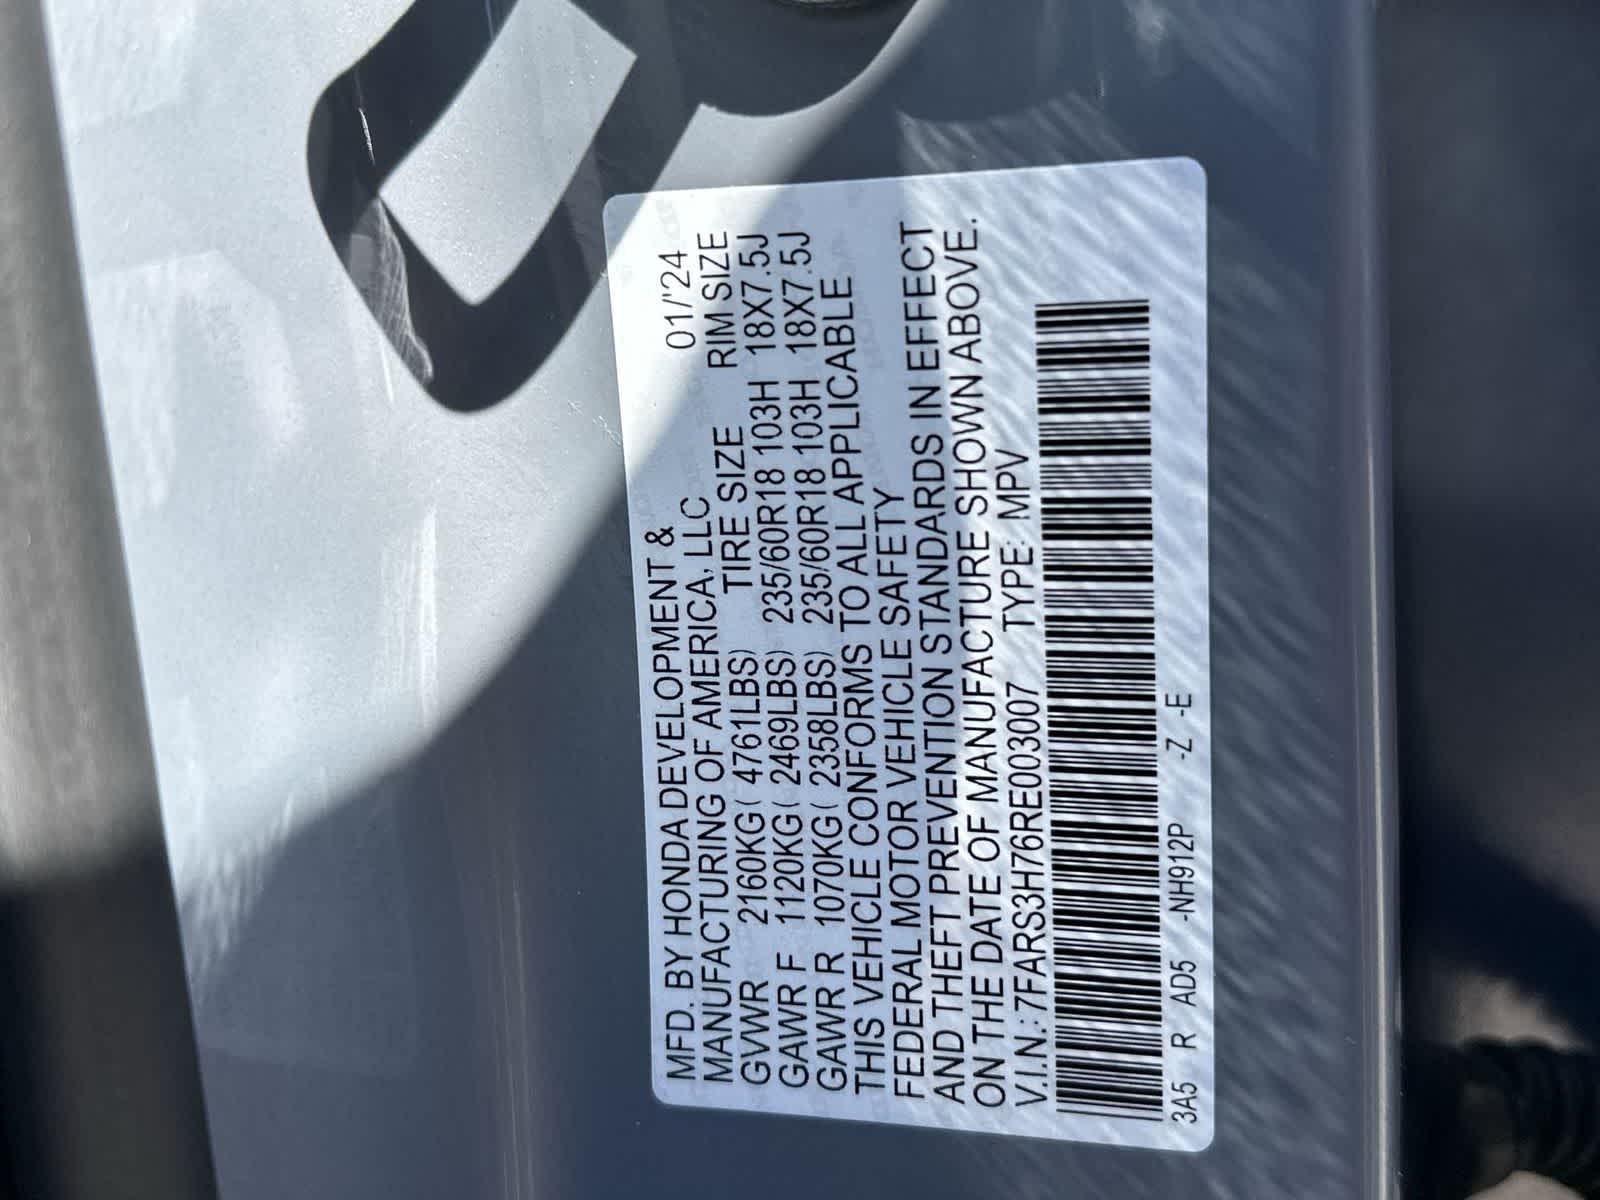 MFD. BY HONDA DEVELOPMENT &
MANUFACTURING OF AMERICA, LLC 01/'24
TIRE SIZE RIM SIZE
GVWR 2160KG( 4761LBS)
GAWR F 1120KG( 2469LBS) 235/60R18 103H 18X7.5J
GAWR R 1070KG( 2358LBS) 235/60R18 103H 18X7.5J
THIS VEHICLE CONFORMS TO ALL APPLICABLE
FEDERAL MOTOR VEHICLE SAFETY
AND THEFT PREVENTION STANDARDS IN EFFECT
ON THE DATE OF MANUFACTURE SHOWN ABOVE.
V.I.N.: 7FARS3H76RE003007 TYPE: MPV
3A5 R AD5 -NH912P -Z -E